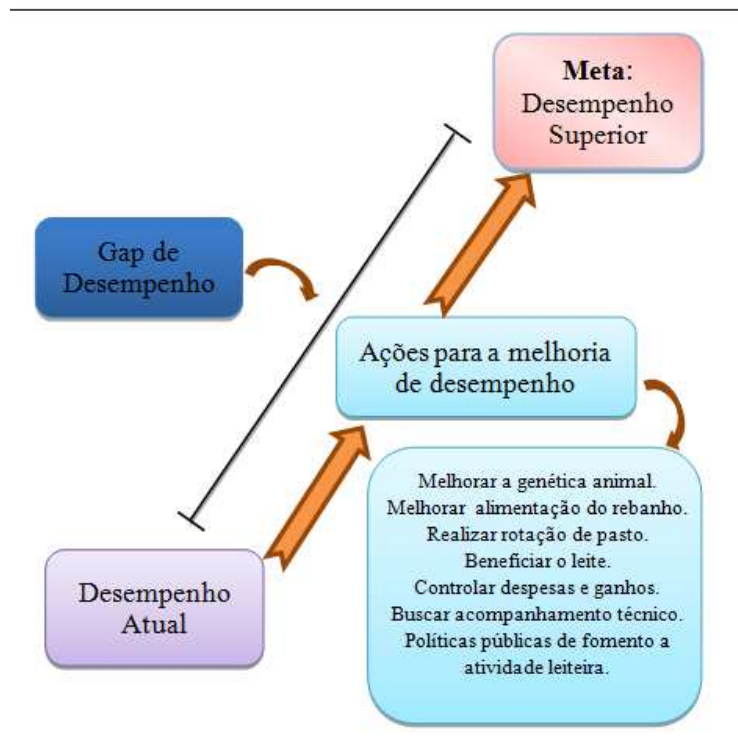 Meta:
Desempenho
Superior
Gap de
Desempenho
Ações para a melhoria
de desempenho
Melhorar a genética animal.
Melhorar alimentação do rebanho.
Realizar rotação de pasto.
Beneficiar o leite.
Controlar despesas e ganhos.
Buscar acompanhamento técnico.
Políticas públicas de fomento a
atividade leiteira.
Desempenho
Atual